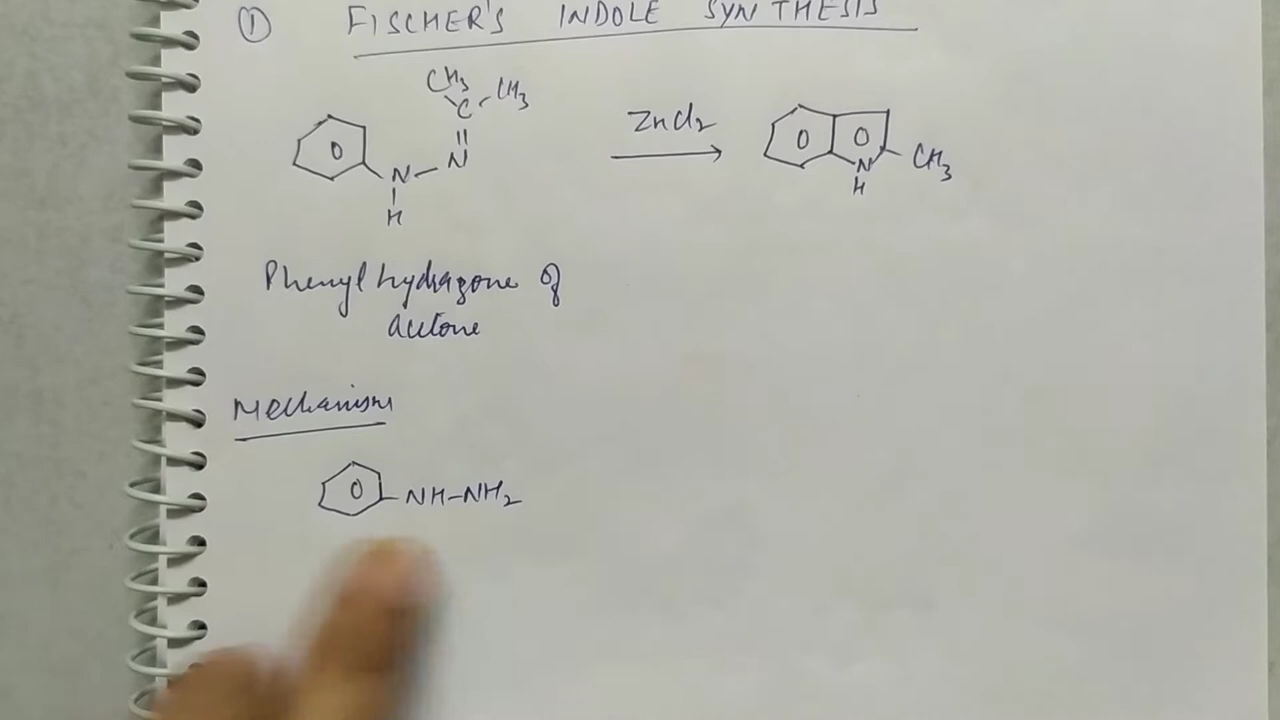 ① FISCHER'S INDOLE SYNTHESIS
CH3
C CH3
N N
H
ZnCl2
N
H
CH3
Phenyl hydrazone of
acetone
Mechanism
NH-NH2